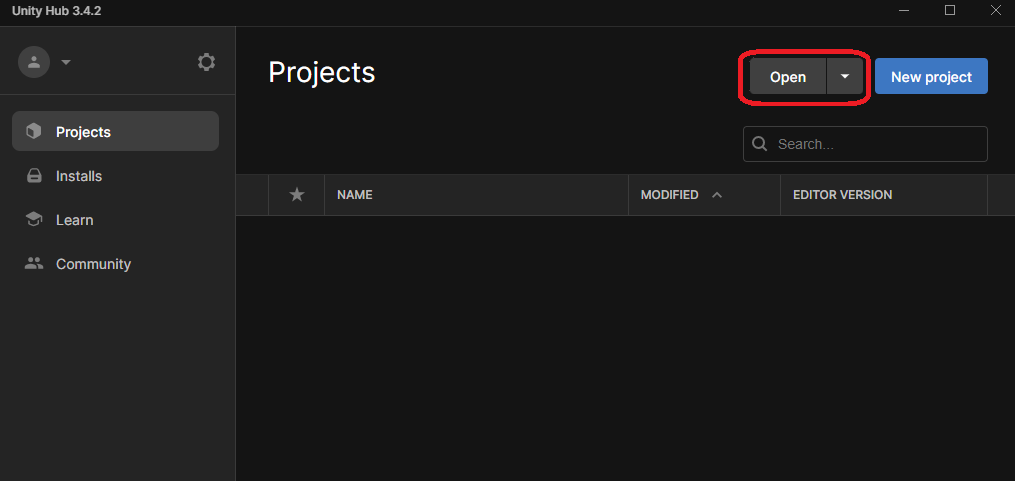 Unity Hub 3.4.2
Projects
Open
New project
Search...
Projects
Installs
Learn
Community
NAME
MODIFIED
EDITOR VERSION